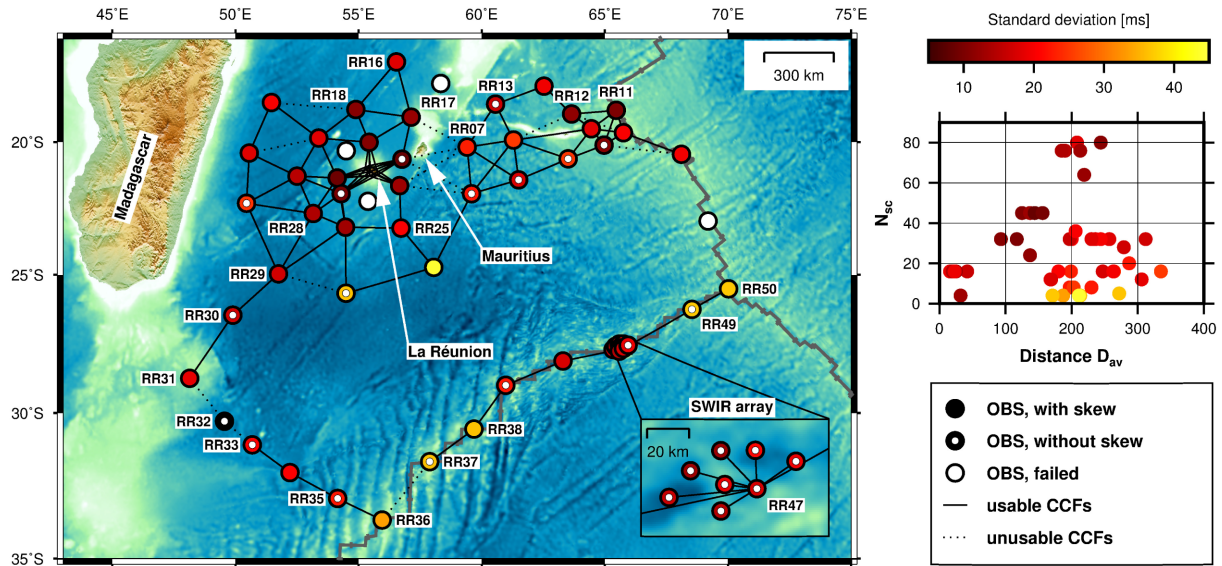 45°E 50°E 55°E 60°E 65°E 70°E 75°E
20°S
25°S
30°S
35°S
300 km
RR16
RR18
RR17
RR13
RR12
RR11
RR07
Madagascar
RR28
RR25
Mauritius
RR29
RR30
RR50
RR49
La Réunion
RR31
RR32
RR33
RR38
RR37
RR35
RR36
SWIR array
20 km
RR47
Standard deviation [ms]
10 20 30 40
80
60
40
20
0
Nsc
0 100 200 300 400
Distance Dav
OBS, with skew
OBS, without skew
OBS, failed
usable CCFs
unusable CCFs